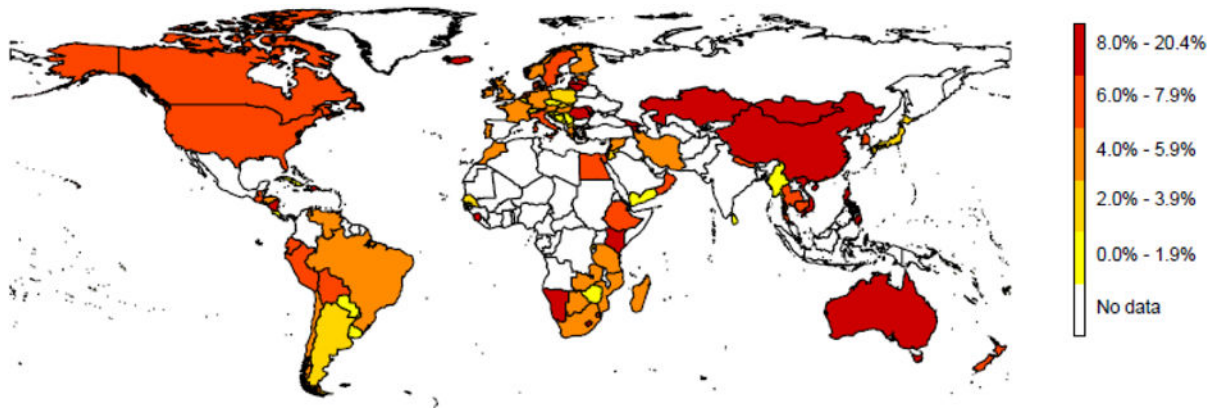 8.0% - 20.4%
6.0% - 7.9%
4.0% - 5.9%
2.0% - 3.9%
0.0% - 1.9%
No data